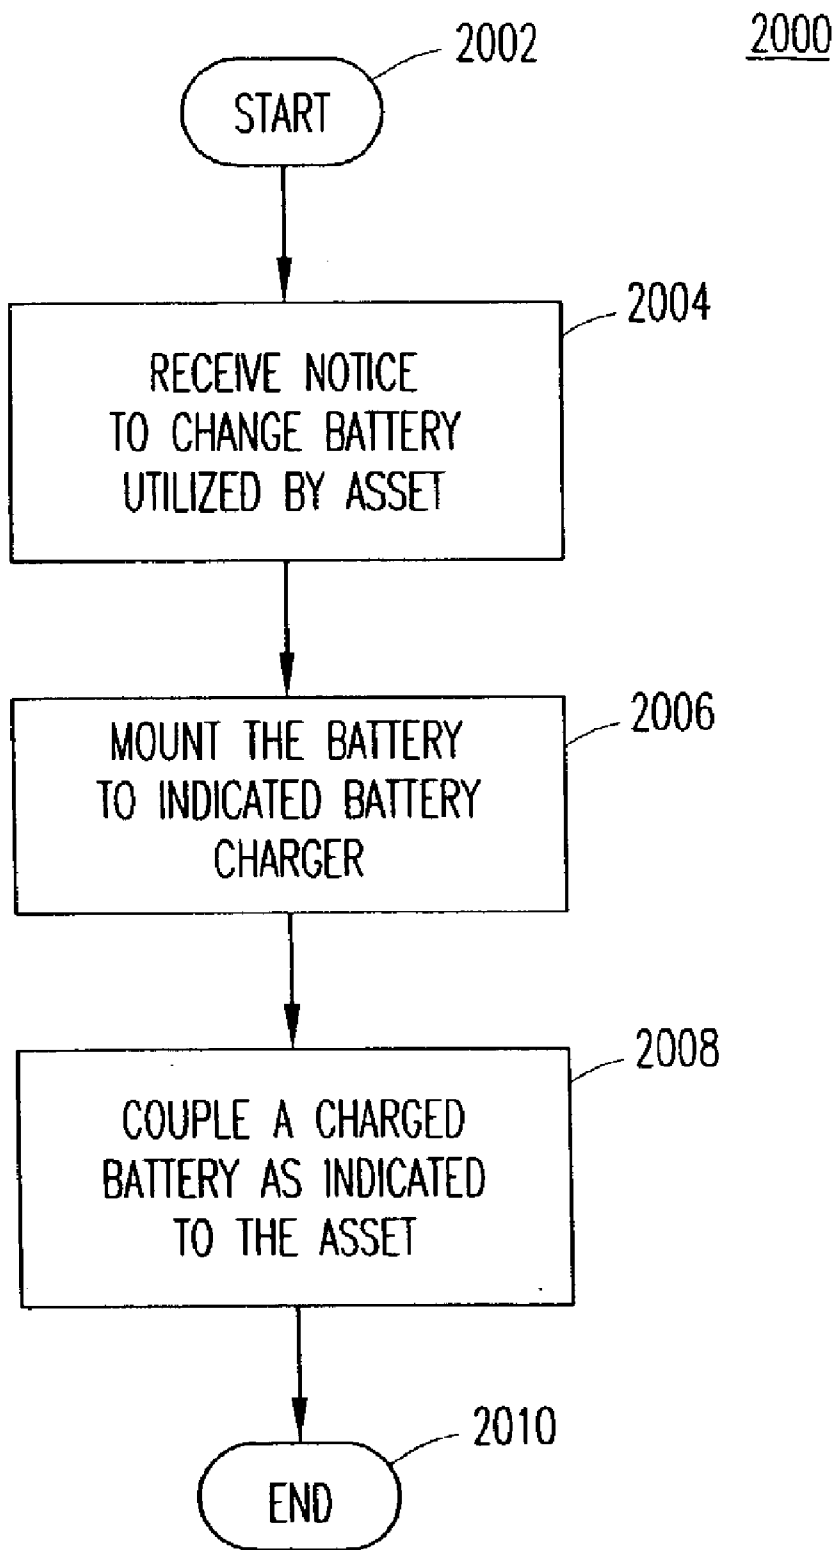 2000
2002
START
2004
RECEIVE NOTICE
TO CHANGE BATTERY
UTILIZED BY ASSET
2006
MOUNT THE BATTERY
TO INDICATED BATTERY
CHARGER
2008
COUPLE A CHARGED
BATTERY AS INDICATED
TO THE ASSET
2010
END